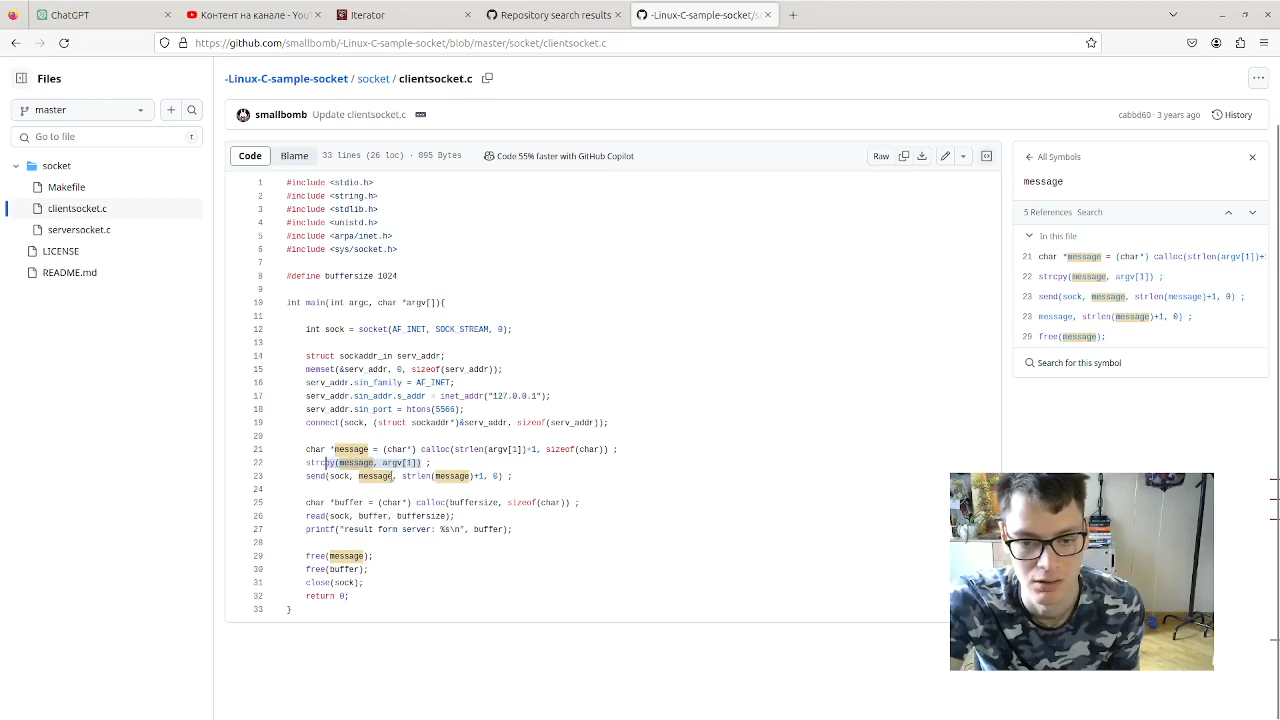 ChatGPT
Контент на канале - You
Iterator
Repository search results
-Linux-C-sample-socket/s
https://github.com/smallbomb/-Linux-C-sample-socket/blob/master/socket/clientsocket.c
Files
master
Go to file
t
socket
Makefile
clientsocket.c
serversocket.c
LICENSE
README.md
-Linux-C-sample-socket / socket / clientsocket.c
smallbomb Update clientsocket.c
cabbd60 · 3 years ago
History
Code Blame 33 lines (26 loc) · 895 Bytes Code 55% faster with GitHub Copilot
Raw
1 #include <stdio.h>
2 #include <string.h>
3 #include <stdlib.h>
4 #include <unistd.h>
5 #include <arpa/inet.h>
6 #include <sys/socket.h>
7
8 #define buffersize 1024
9
10 int main(int argc, char *argv[]){
11
12 int sock = socket(AF_INET, SOCK_STREAM, 0);
13
14 struct sockaddr_in serv_addr;
15 memset(&serv_addr, 0, sizeof(serv_addr));
16 serv_addr.sin_family = AF_INET;
17 serv_addr.sin_addr.s_addr = inet_addr("127.0.0.1");
18 serv_addr.sin_port = htons(5566);
19 connect(sock, (struct sockaddr*)&serv_addr, sizeof(serv_addr));
20
21 char *message = (char*) calloc(strlen(argv[1])+1, sizeof(char)) ;
22 strcpy(message, argv[1]) ;
23 send(sock, message, strlen(message)+1, 0) ;
24
25 char *buffer = (char*) calloc(buffersize, sizeof(char)) ;
26 read(sock, buffer, buffersize);
27 printf("result form server: %s\n", buffer);
28
29 free(message);
30 free(buffer);
31 close(sock);
32 return 0;
33 }
All Symbols
message
5 References Search
In this file
21 char *message = (char*) calloc(strlen(argv[1])+
22 strcpy(message, argv[1]) ;
23 send(sock, message, strlen(message)+1, 0) ;
23 message, strlen(message)+1, 0) ;
29 free(message);
Search for this symbol